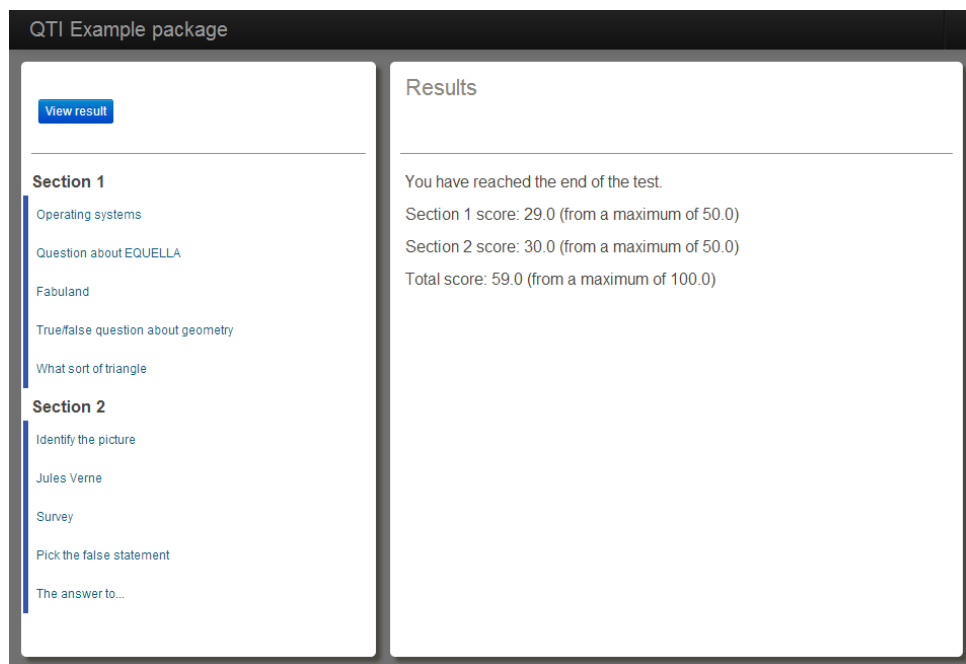 QTI Example package
View result
Section 1
Operating systems
Question about EQUELLA
Fabuland
True/false question about geometry
What sort of triangle
Section 2
Identify the picture
Jules Verne
Survey
Pick the false statement
The answer to...
Results
You have reached the end of the test.
Section 1 score: 29.0 (from a maximum of 50.0)
Section 2 score: 30.0 (from a maximum of 50.0)
Total score: 59.0 (from a maximum of 100.0)